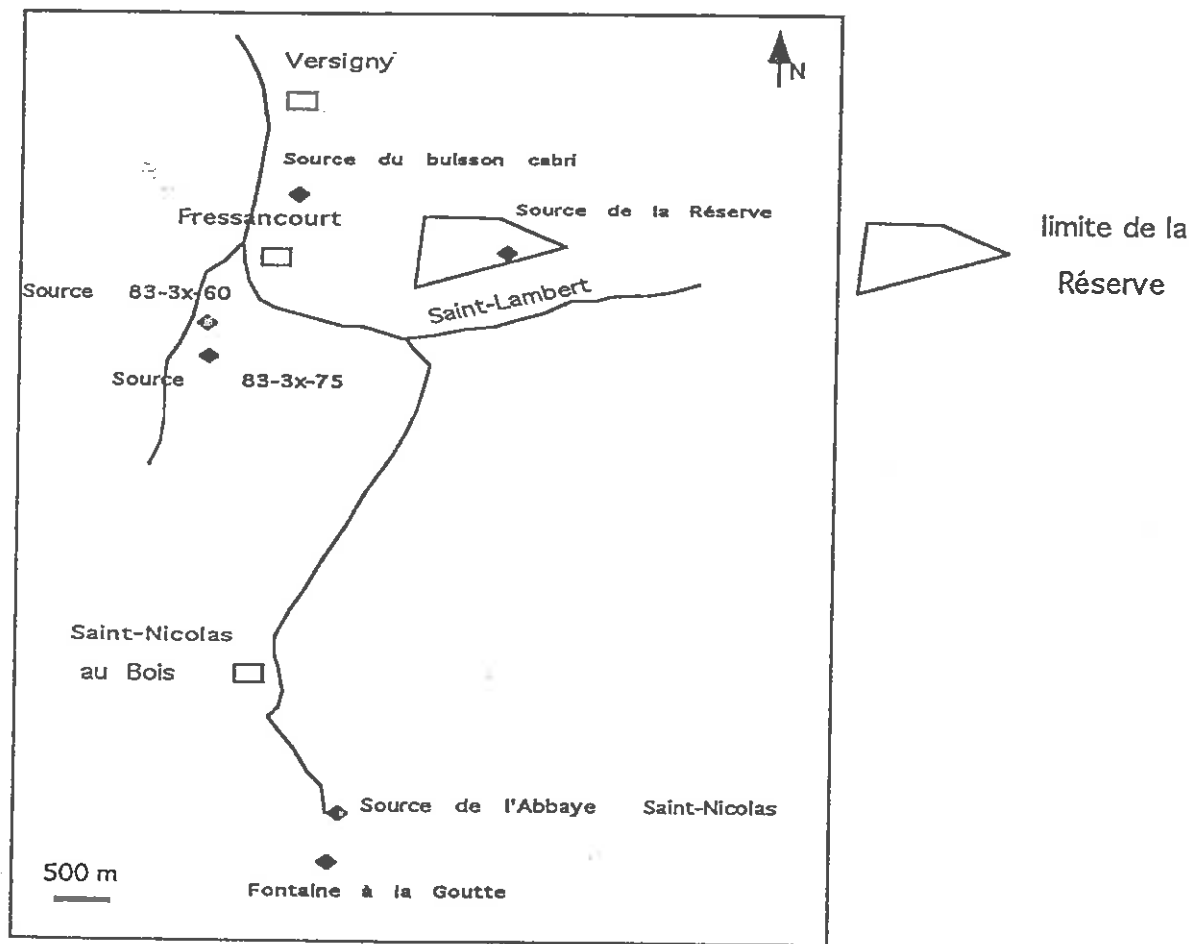 Versigny
N
Source du buisson cabri
Fressancourt
Source de la Réserve
limite de la
Réserve
Source 83-3x-60
Saint-Lambert
Source 83-3x-75
Saint-Nicolas
au Bois
Source de l'Abbaye Saint-Nicolas
500 m
Fontaine à la Goutte